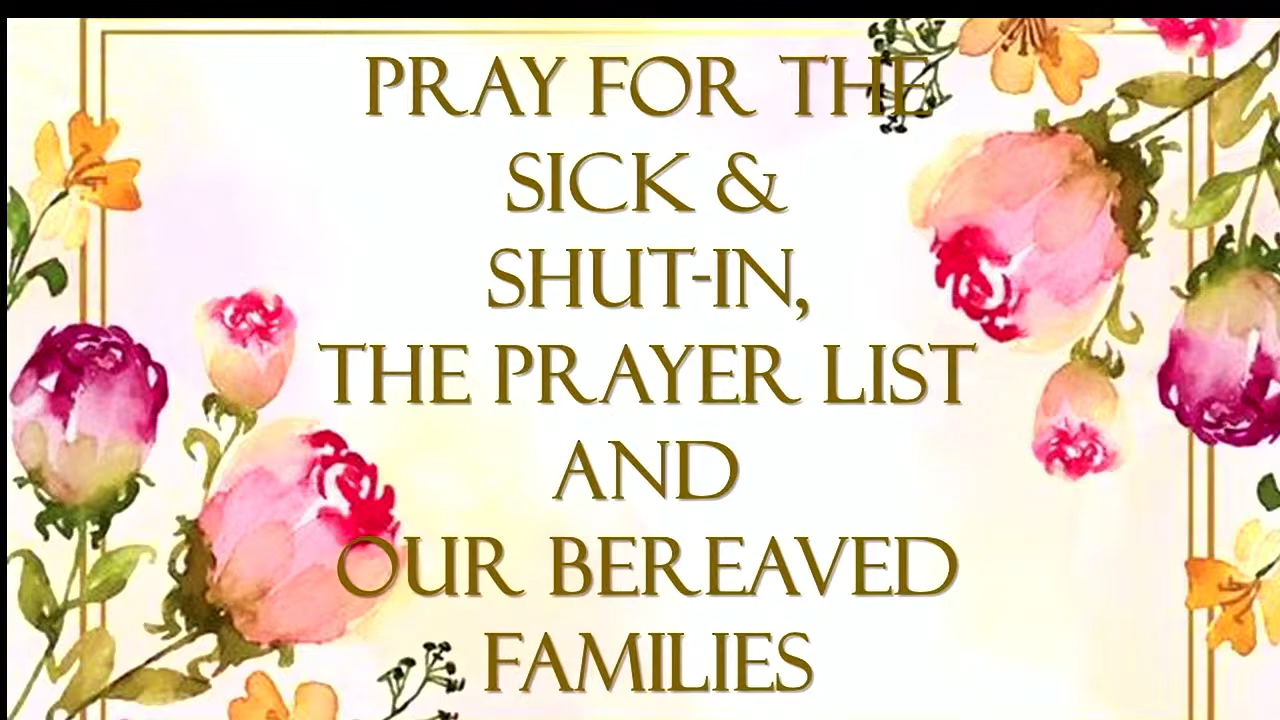 PRAY FOR THE
SICK &
SHUT-IN,
THE PRAYER LIST
AND
OUR BEREAVED
FAMILIES